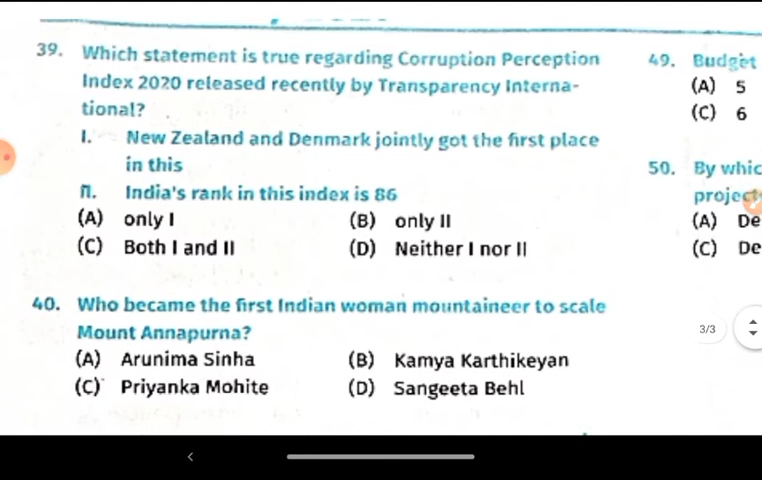 39. Which statement is true regarding Corruption Perception
Index 2020 released recently by Transparency Interna-
tional?
I. New Zealand and Denmark jointly got the first place
in this
II. India's rank in this index is 86
(A) only I (B) only II
(C) Both I and II (D) Neither I nor II
40. Who became the first Indian woman mountaineer to scale
Mount Annapurna?
(A) Arunima Sinha (B) Kamya Karthikeyan
(C) Priyanka Mohite (D) Sangeeta Behl
49. Budget
(A) 5
(C) 6
50. By whic
project
(A) De
(C) De
3/3